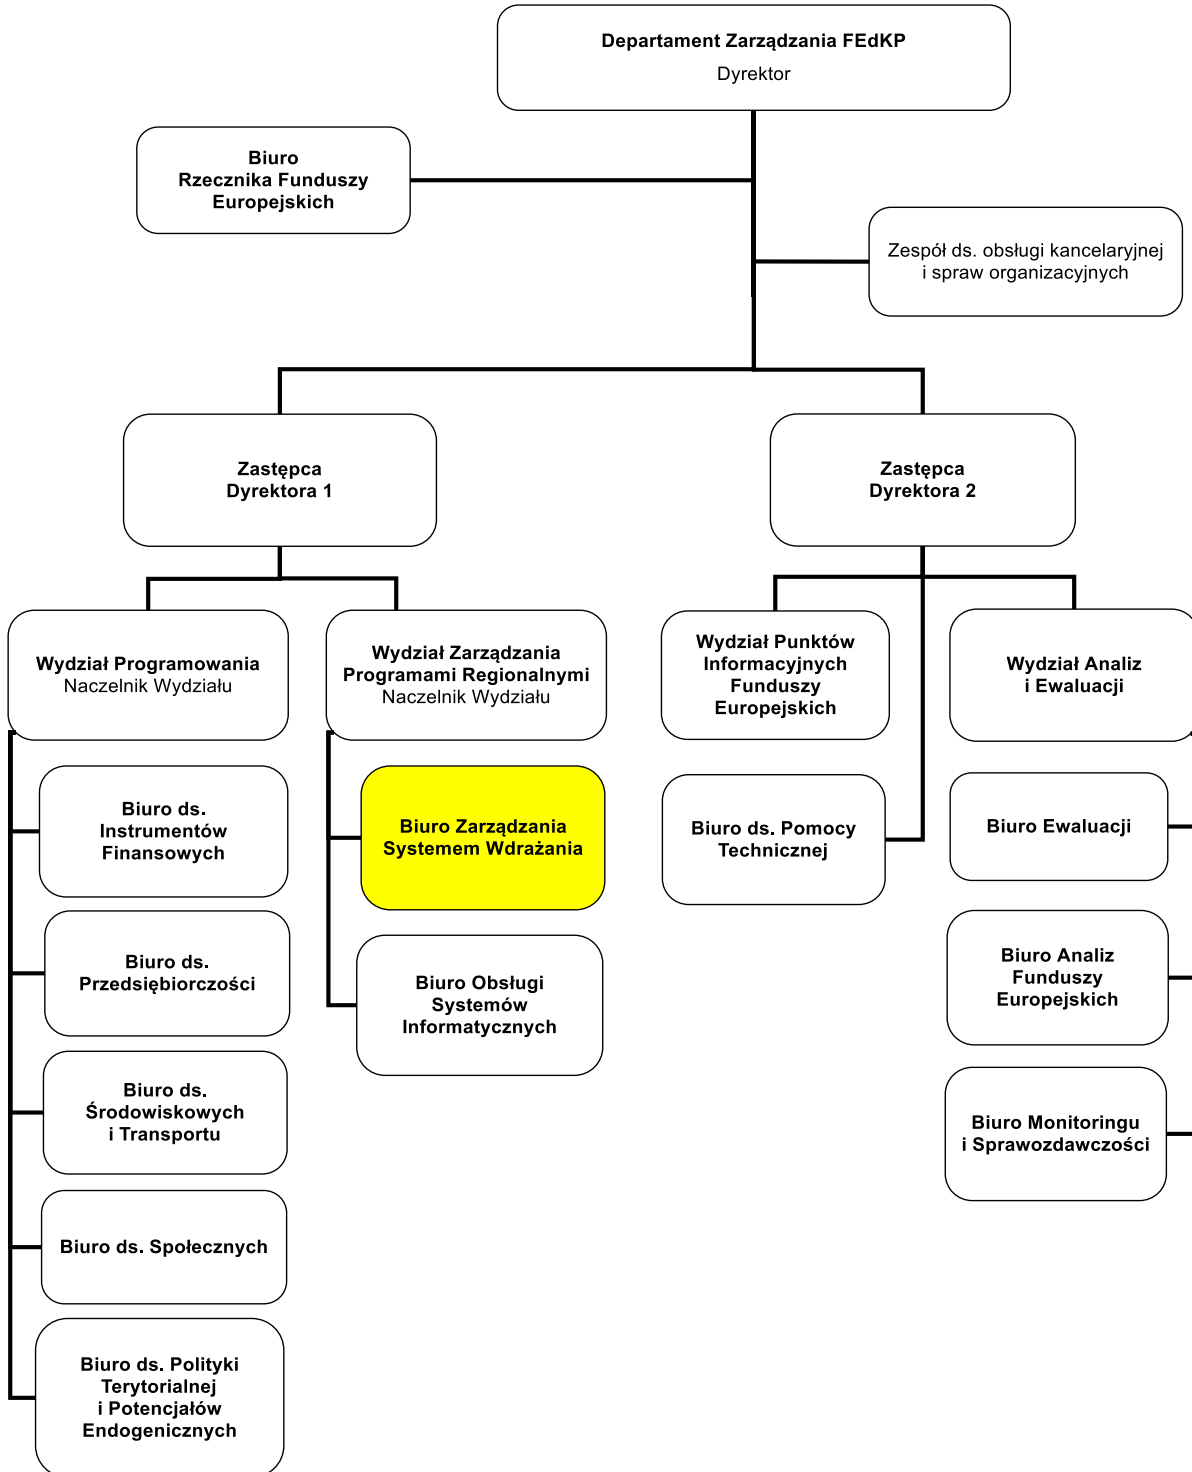 Departament Zarządzania FEdKP
Dyrektor
Biuro
Rzecznika Funduszy
Europejskich
Zespół ds. obsługi kancelaryjnej
i spraw organizacyjnych
Zastępca
Dyrektora 1
Zastępca
Dyrektora 2
Wydział Programowania
Naczelnik Wydziału
Wydział Zarządzania
Programami Regionalnymi
Naczelnik Wydziału
Wydział Punktów
Informacyjnych
Funduszy
Europejskich
Wydział Analiz
i Ewaluacji
Biuro ds.
Instrumentów
Finansowych
Biuro Zarządzania
Systemem Wdrażania
Biuro ds. Pomocy
Technicznej
Biuro Ewaluacji
Biuro ds.
Przedsiębiorczości
Biuro Obsługi
Systemów
Informatycznych
Biuro Analiz
Funduszy
Europejskich
Biuro ds.
Środowiskowych
i Transportu
Biuro Monitoringu
i Sprawozdawczości
Biuro ds. Społecznych
Biuro ds. Polityki
Terytorialnej
i Potencjałów
Endogenicznych